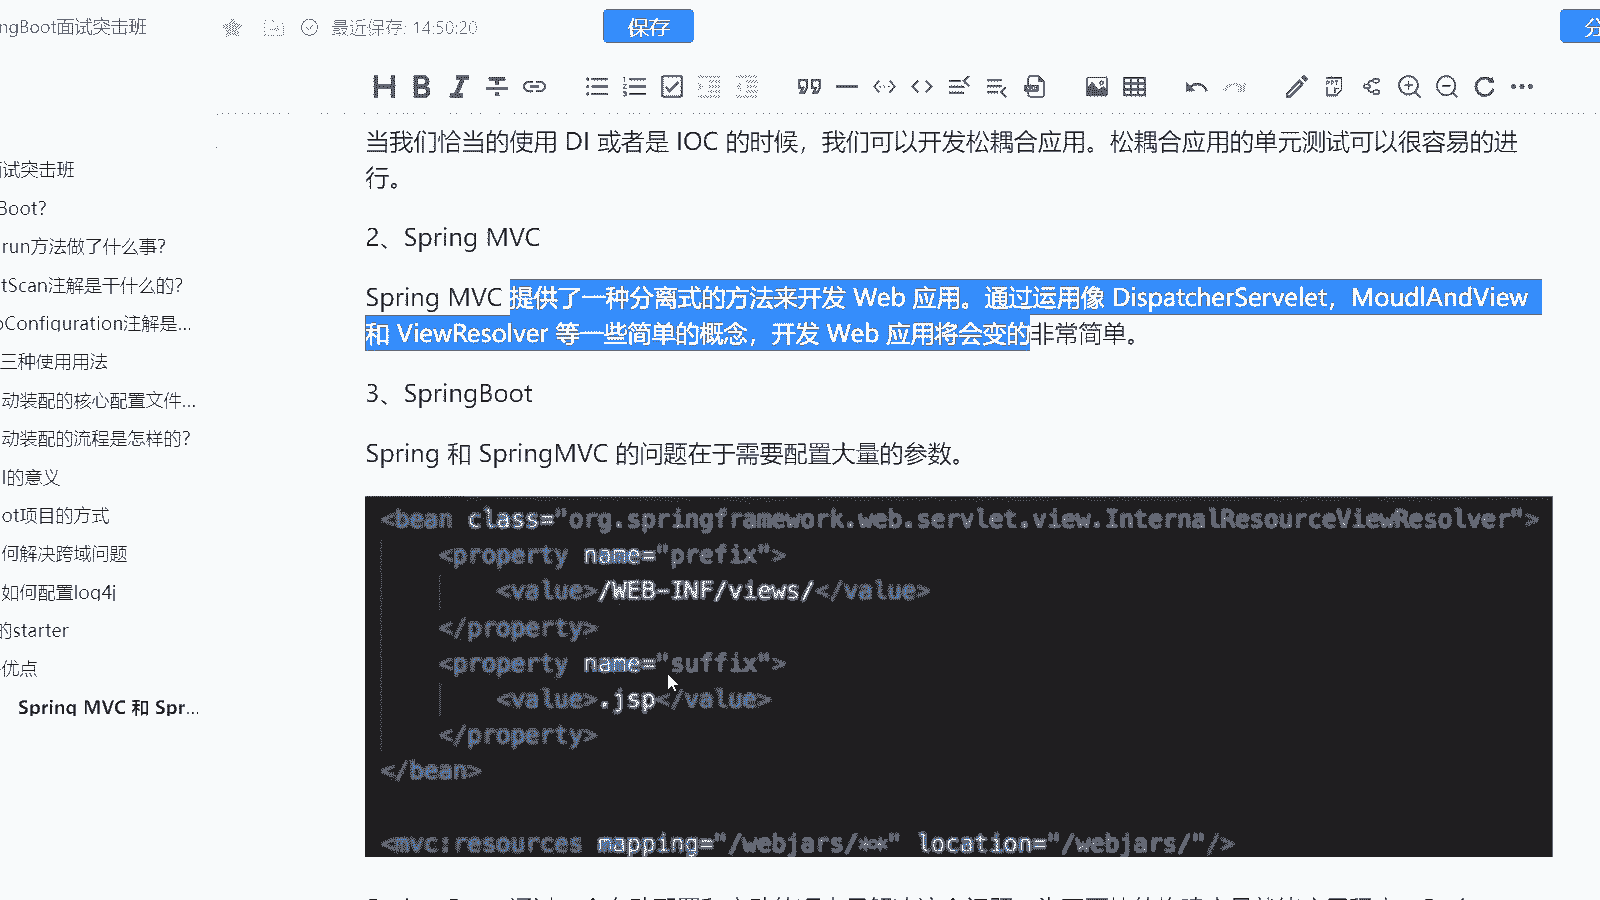 ngBoot面试突击班
最近保存: 14:50:20
保存
分
试突击班
Boot?
run方法做了什么事?
tScan注解是干什么的?
Configuration注解是...
三种使用用法
动装配的核心配置文件...
动装配的流程是怎样的?
的意义
ot项目的方式
何解决跨域问题
如何配置log4j
的starter
优点
Spring MVC 和 Spr...
当我们恰当的使用 DI 或者是 IOC 的时候，我们可以开发松耦合应用。松耦合应用的单元测试可以很容易的进
行。
2、Spring MVC
Spring MVC 提供了一种分离式的方法来开发 Web 应用。通过运用像 DispatcherServelet，MoudlAndView
和 ViewResolver 等一些简单的概念，开发 Web 应用将会变的非常简单。
3、SpringBoot
Spring 和 SpringMVC 的问题在于需要配置大量的参数。
<bean class="org.springframework.web.servlet.view.InternalResourceViewResolver">
<property name="prefix">
<value>/WEB-INF/views/</value>
</property>
<property name="suffix">
<value>.jsp</value>
</property>
</bean>
<mvc:resources mapping="/webjars/**" location="/webjars/"/>